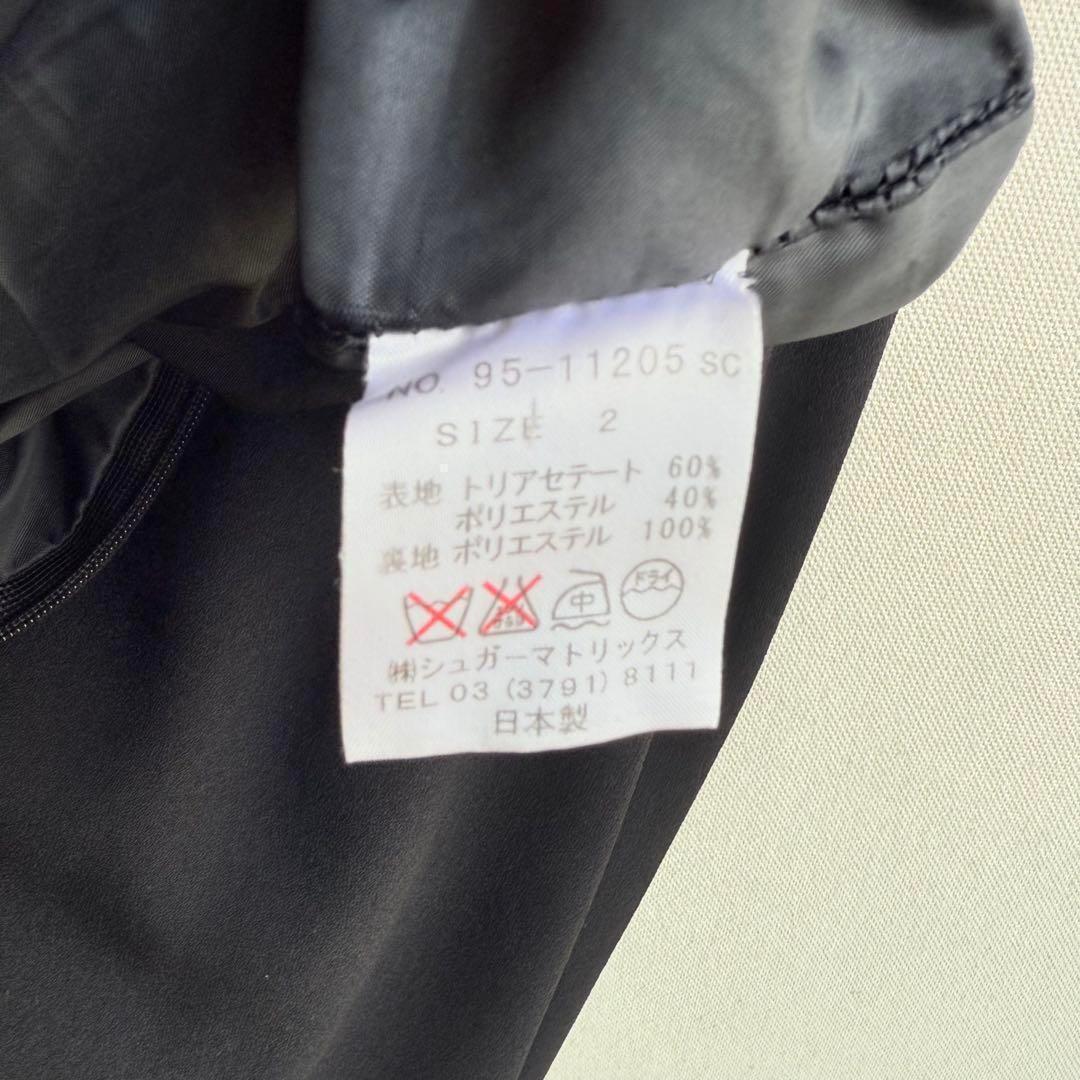 NO. 95-11205 SC
SIZE 2
表地 トリアセテート 60%
ポリエステル 40%
裏地 ポリエステル 100%
中 ドライ
㈱シュガーマトリックス
TEL 03 (3791) 8111
日本製